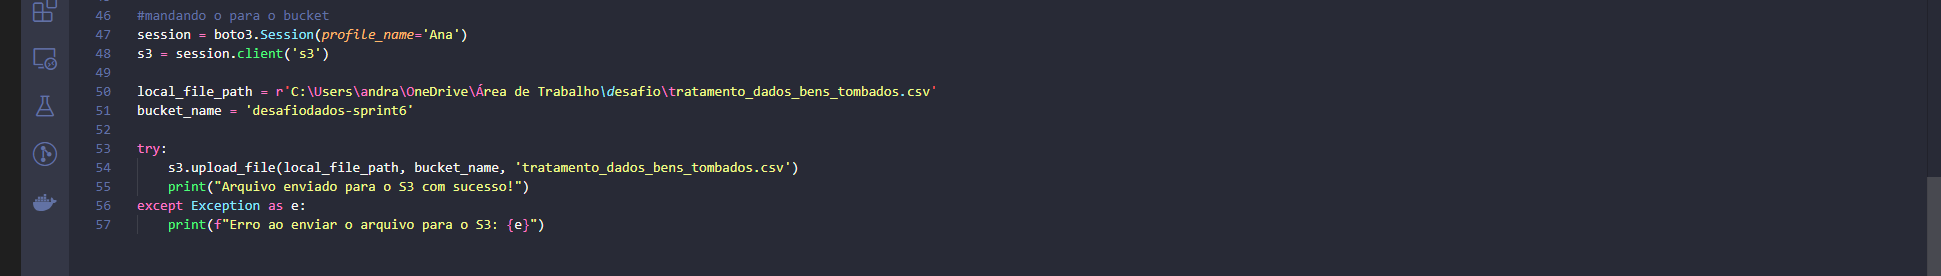 46 #mandando o para o bucket
47 session = boto3.Session(profile_name='Ana')
48 s3 = session.client('s3')
49
50 local_file_path = r'C:\Users\andra\OneDrive\Área de Trabalho\desafio\tratamento_dados_bens_tombados.csv'
51 bucket_name = 'desafiodados-sprint6'
52
53 try:
54 s3.upload_file(local_file_path, bucket_name, 'tratamento_dados_bens_tombados.csv')
55 print("Arquivo enviado para o S3 com sucesso!")
56 except Exception as e:
57 print(f"Erro ao enviar o arquivo para o S3: {e}")